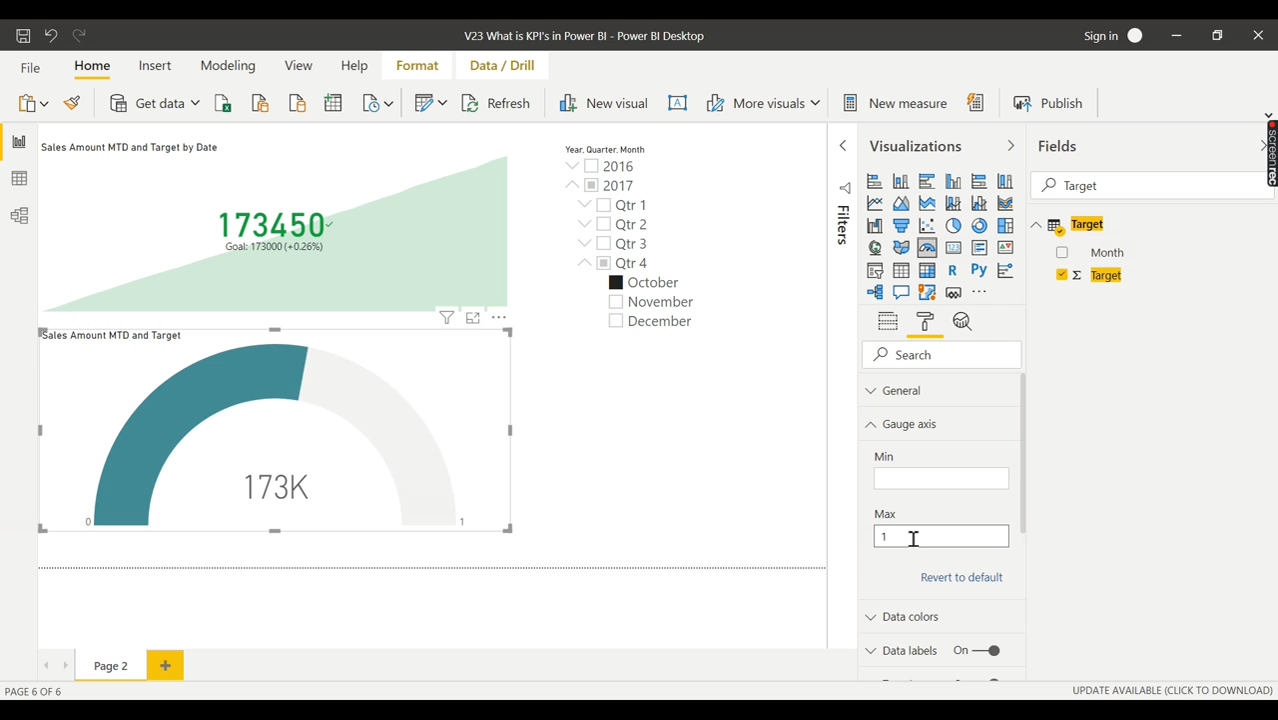 V23 What is KPI's in Power BI - Power BI Desktop
Sign in
File
Home
Insert
Modeling
View
Help
Format
Data / Drill
Get data
Refresh
New visual
More visuals
New measure
Publish
Sales Amount MTD and Target by Date
173450
Goal: 173000 (+0.26%)
Sales Amount MTD and Target
173K
0
1
Year, Quarter, Month
2016
2017
Qtr 1
Qtr 2
Qtr 3
Qtr 4
October
November
December
Filters
Visualizations
R
Py
Search
General
Gauge axis
Min
Max
1
Revert to default
Data colors
Data labels
On
Fields
Target
Target
Month
Target
screenrec
Page 2
PAGE 6 OF 6
UPDATE AVAILABLE (CLICK TO DOWNLOAD)